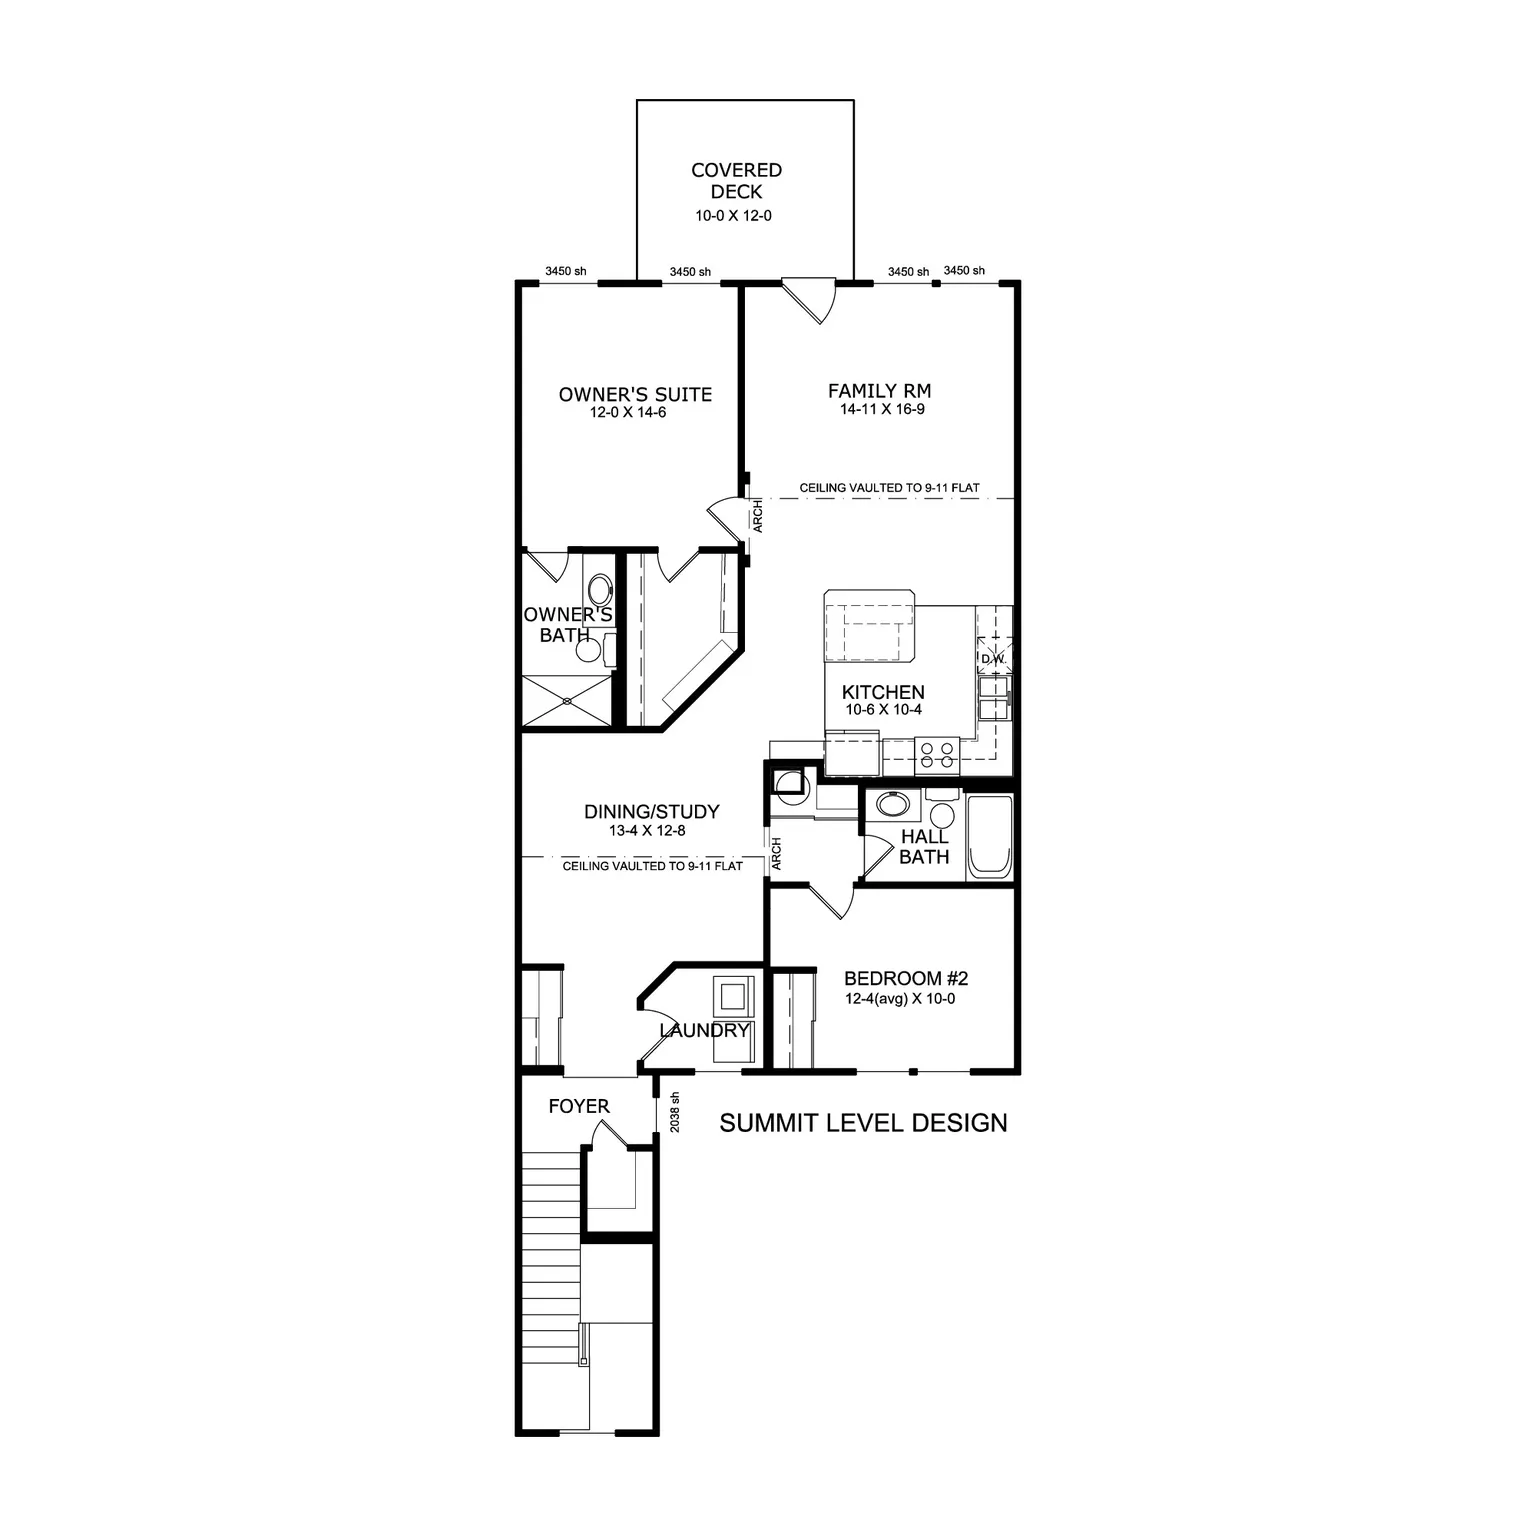 COVERED
DECK
10-0 X 12-0
3450 sh
3450 sh
3450 sh
3450 sh
OWNER'S SUITE
12-0 X 14-6
FAMILY RM
14-11 X 16-9
CEILING VAULTED TO 9-11 FLAT
ARCH
OWNER'S
BATH
D.W.
KITCHEN
10-6 X 10-4
DINING/STUDY
13-4 X 12-8
ARCH
CEILING VAULTED TO 9-11 FLAT
HALL
BATH
BEDROOM #2
12-4(avg) X 10-0
LAUNDRY
FOYER
2038 sh
SUMMIT LEVEL DESIGN